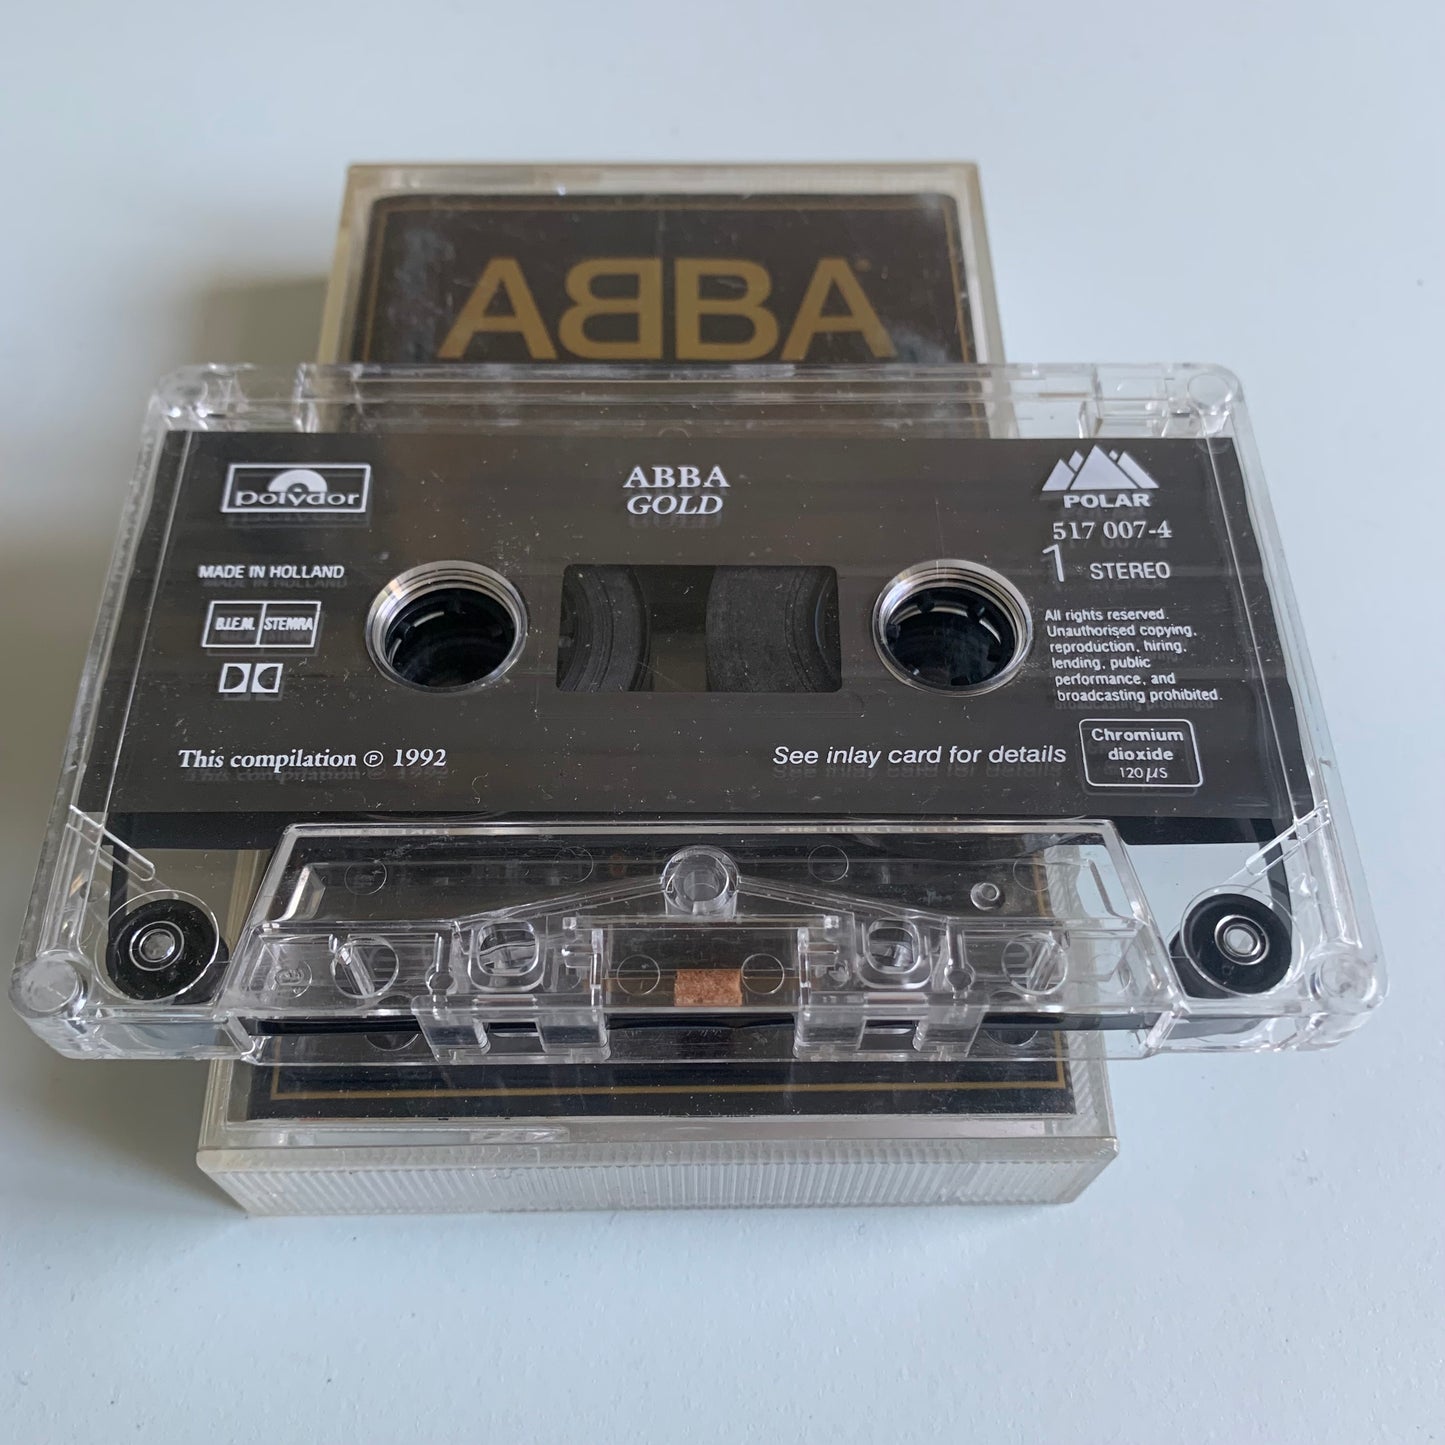 ABBA
polydor
ABBA
GOLD
POLAR
517 007-4
1 STEREO
MADE IN HOLLAND
B.I.E.M. STEMRA
All rights reserved.
Unauthorised copying,
reproduction, hiring,
lending, public
performance, and
broadcasting prohibited.
This compilation ℗ 1992
See inlay card for details
Chromium
dioxide
120 μs